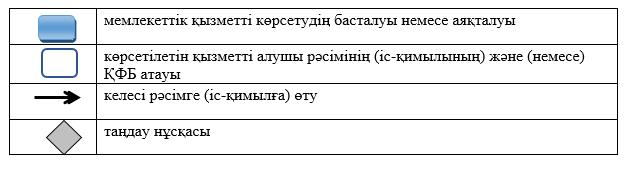 мемлекеттік қызметті көрсетудің басталуы немесе аяқталуы
көрсетілетін қызметті алушы рәсімінің (іс-қимылының) және (немесе)
ҚФБ атауы
келесі рәсімге (іс-қимылға) өту
таңдау нұсқасы